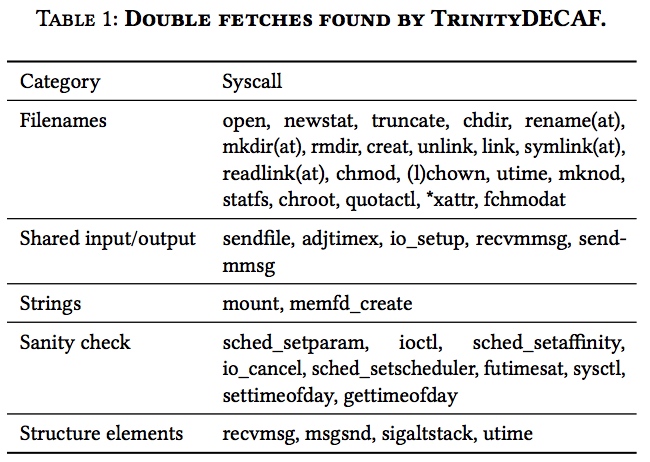 TABLE 1: DOUBLE FETCHES FOUND BY TRINITYDECAF.
Category Syscall
Filenames open, newstat, truncate, chdir, rename(at),
mkdir(at), rmdir, creat, unlink, link, symlink(at),
readlink(at), chmod, (l)chown, utime, mknod,
statfs, chroot, quotactl, *xattr, fchmodat
Shared input/output sendfile, adjtimex, io_setup, recvmmsg, send-
mmsg
Strings mount, memfd_create
Sanity check sched_setparam, ioctl, sched_setaffinity,
io_cancel, sched_setscheduler, futimesat, sysctl,
settimeofday, gettimeofday
Structure elements recvmsg, msgsnd, sigaltstack, utime